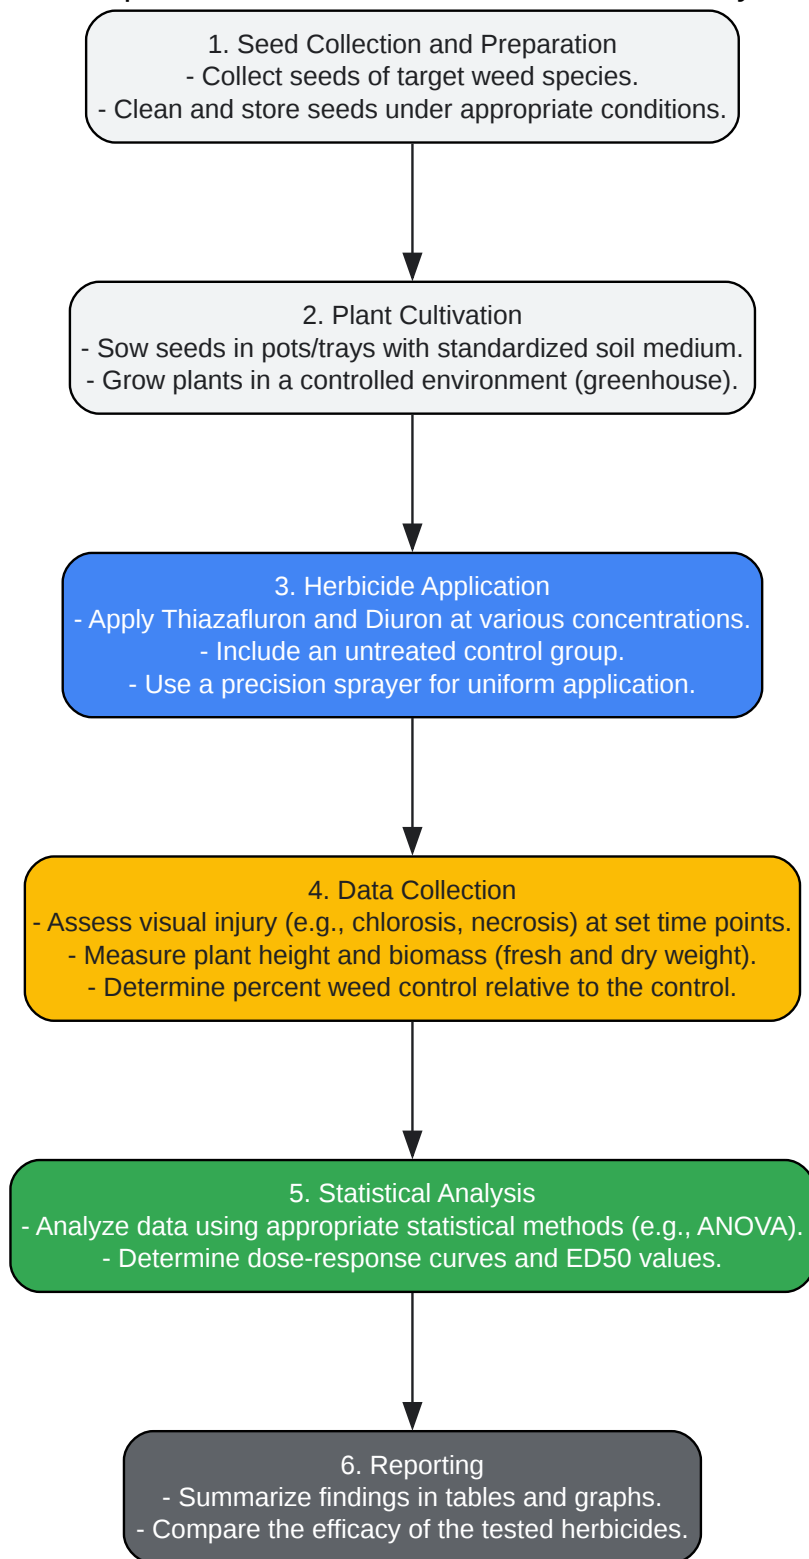 1. Seed Collection and Preparation
- Collect seeds of target weed species.
- Clean and store seeds under appropriate conditions.
2. Plant Cultivation
- Sow seeds in pots/trays with standardized soil medium.
- Grow plants in a controlled environment (greenhouse).
3. Herbicide Application
- Apply Thiazafluron and Diuron at various concentrations.
- Include an untreated control group.
- Use a precision sprayer for uniform application.
4. Data Collection
- Assess visual injury (e.g., chlorosis, necrosis) at set time points.
- Measure plant height and biomass (fresh and dry weight).
- Determine percent weed control relative to the control.
5. Statistical Analysis
- Analyze data using appropriate statistical methods (e.g., ANOVA).
- Determine dose-response curves and ED50 values.
6. Reporting
- Summarize findings in tables and graphs.
- Compare the efficacy of the tested herbicides.